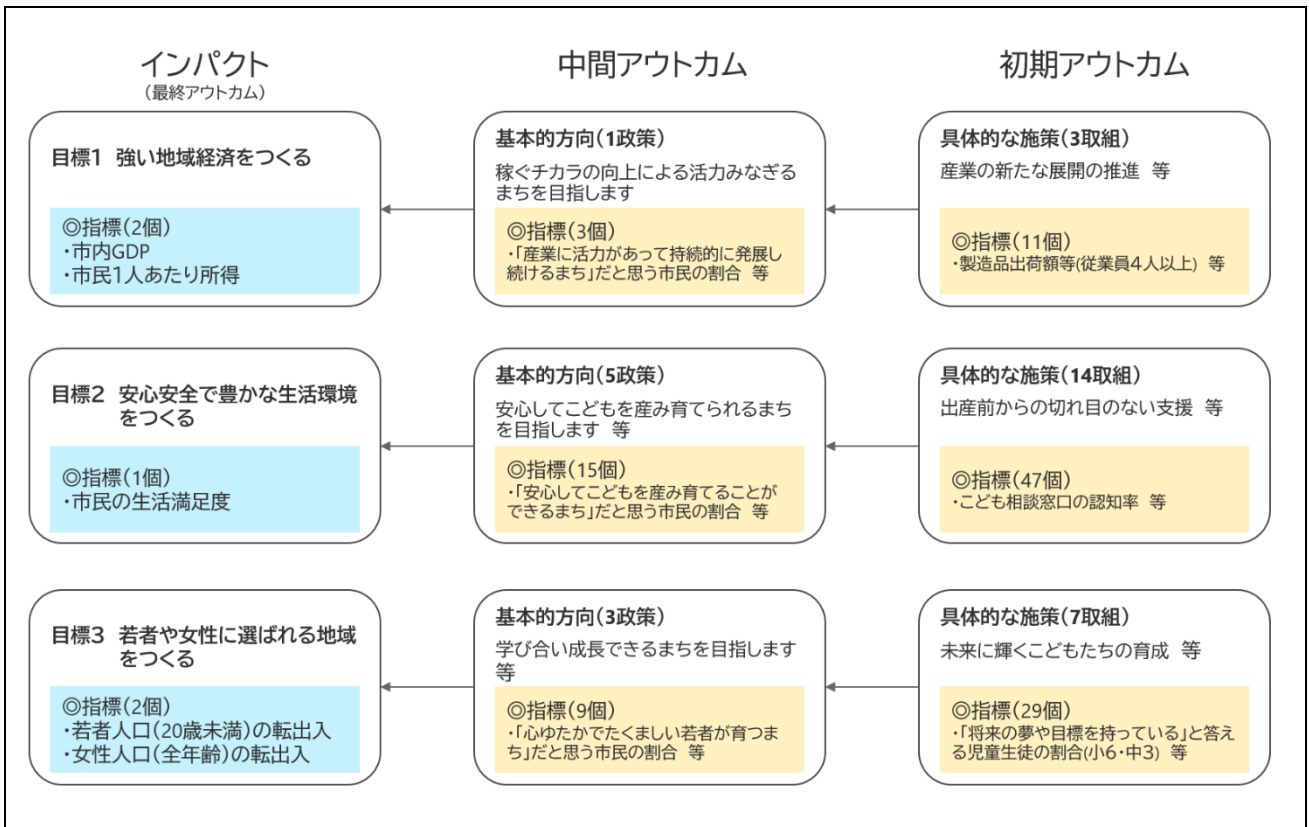 インパクト
(最終アウトカム)
中間アウトカム
初期アウトカム
目標1 強い地域経済をつくる
◎指標(2個)
・市内GDP
・市民1人あたり所得
基本的方向(1政策)
稼ぐチカラの向上による活力みなぎる
まちを目指します
◎指標(3個)
・「産業に活力があって持続的に発展し
続けるまち」だと思う市民の割合 等
具体的な施策(3取組)
産業の新たな展開の推進 等
◎指標(11個)
・製造品出荷額等(従業員4人以上) 等
目標2 安心安全で豊かな生活環境
をつくる
◎指標(1個)
・市民の生活満足度
基本的方向(5政策)
安心してこどもを産み育てられるまち
を目指します 等
◎指標(15個)
・「安心してこどもを産み育てることが
できるまち」だと思う市民の割合 等
具体的な施策(14取組)
出産前からの切れ目のない支援 等
◎指標(47個)
・こども相談窓口の認知率 等
目標3 若者や女性に選ばれる地域
をつくる
◎指標(2個)
・若者人口(20歳未満)の転出入
・女性人口(全年齢)の転出入
基本的方向(3政策)
学び合い成長できるまちを目指します
等
◎指標(9個)
・「心ゆたかでたくましい若者が育つま
ち」だと思う市民の割合 等
具体的な施策(7取組)
未来に輝くこどもたちの育成 等
◎指標(29個)
・「将来の夢や目標を持っている」と答え
る児童生徒の割合(小6・中3) 等